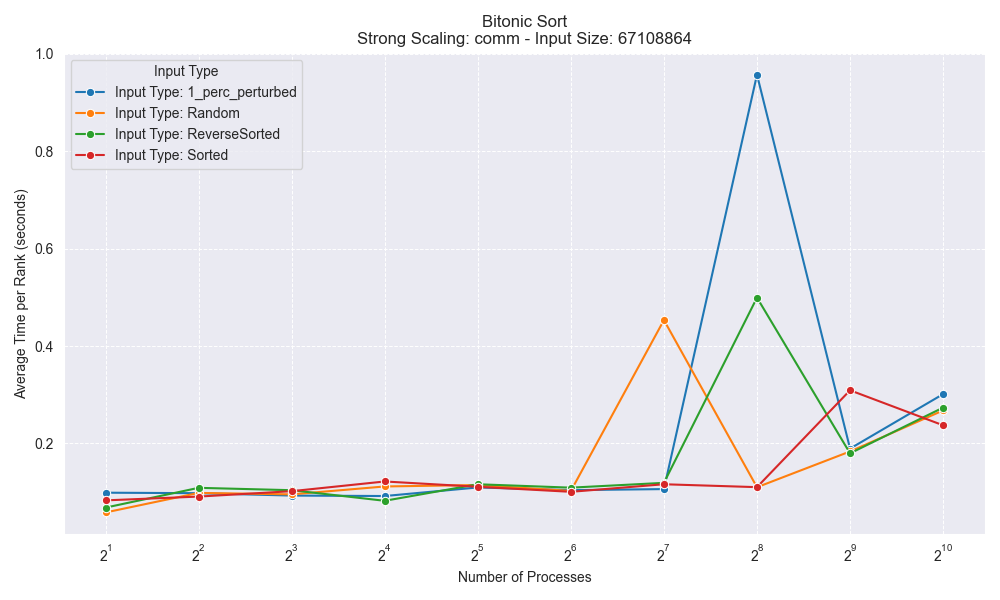 Bitonic Sort
Strong Scaling: comm - Input Size: 67108864
Input Type
Input Type: 1_perc_perturbed
Input Type: Random
Input Type: ReverseSorted
Input Type: Sorted
Average Time per Rank (seconds)
1.0
0.8
0.6
0.4
0.2
2^1 2^2 2^3 2^4 2^5 2^6 2^7 2^8 2^9 2^10
Number of Processes